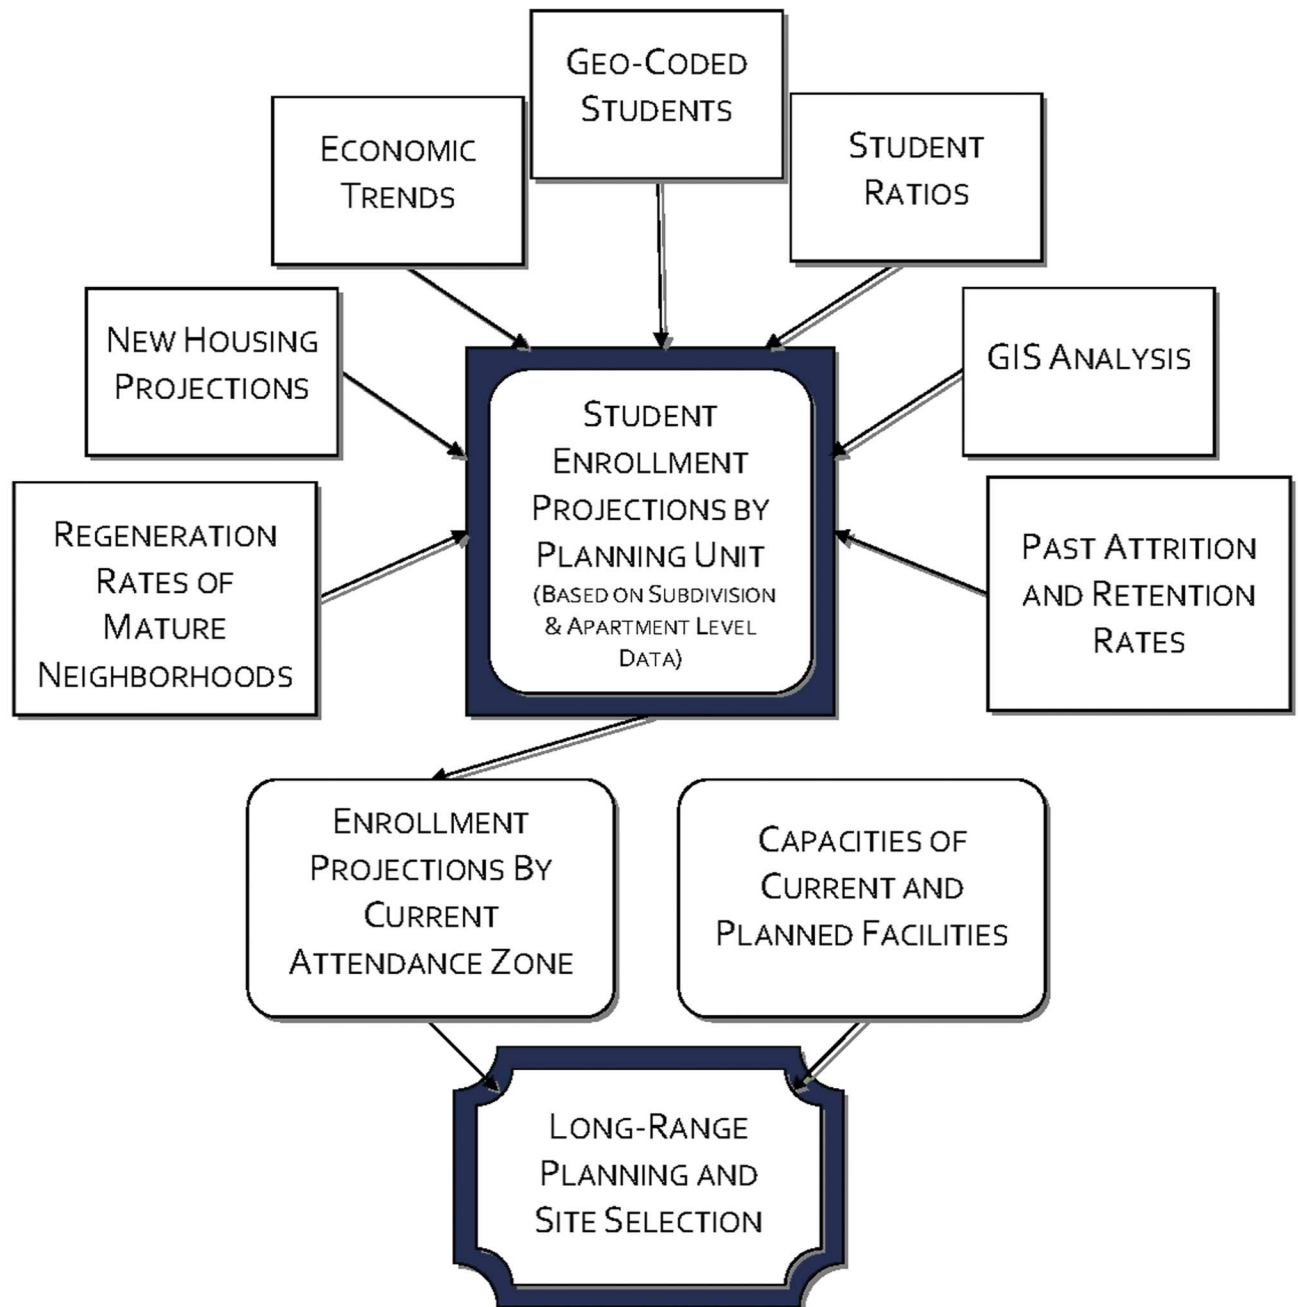 GEO-CODED
STUDENTS
ECONOMIC
TRENDS
STUDENT
RATIOS
NEW HOUSING
PROJECTIONS
GIS ANALYSIS
REGENERATION
RATES OF
MATURE
NEIGHBORHOODS
STUDENT
ENROLLMENT
PROJECTIONS BY
PLANNING UNIT
(BASED ON SUBDIVISION
& APARTMENT LEVEL
DATA)
PAST ATTRITION
AND RETENTION
RATES
ENROLLMENT
PROJECTIONS BY
CURRENT
ATTENDANCE ZONE
CAPACITIES OF
CURRENT AND
PLANNED FACILITIES
LONG-RANGE
PLANNING AND
SITE SELECTION